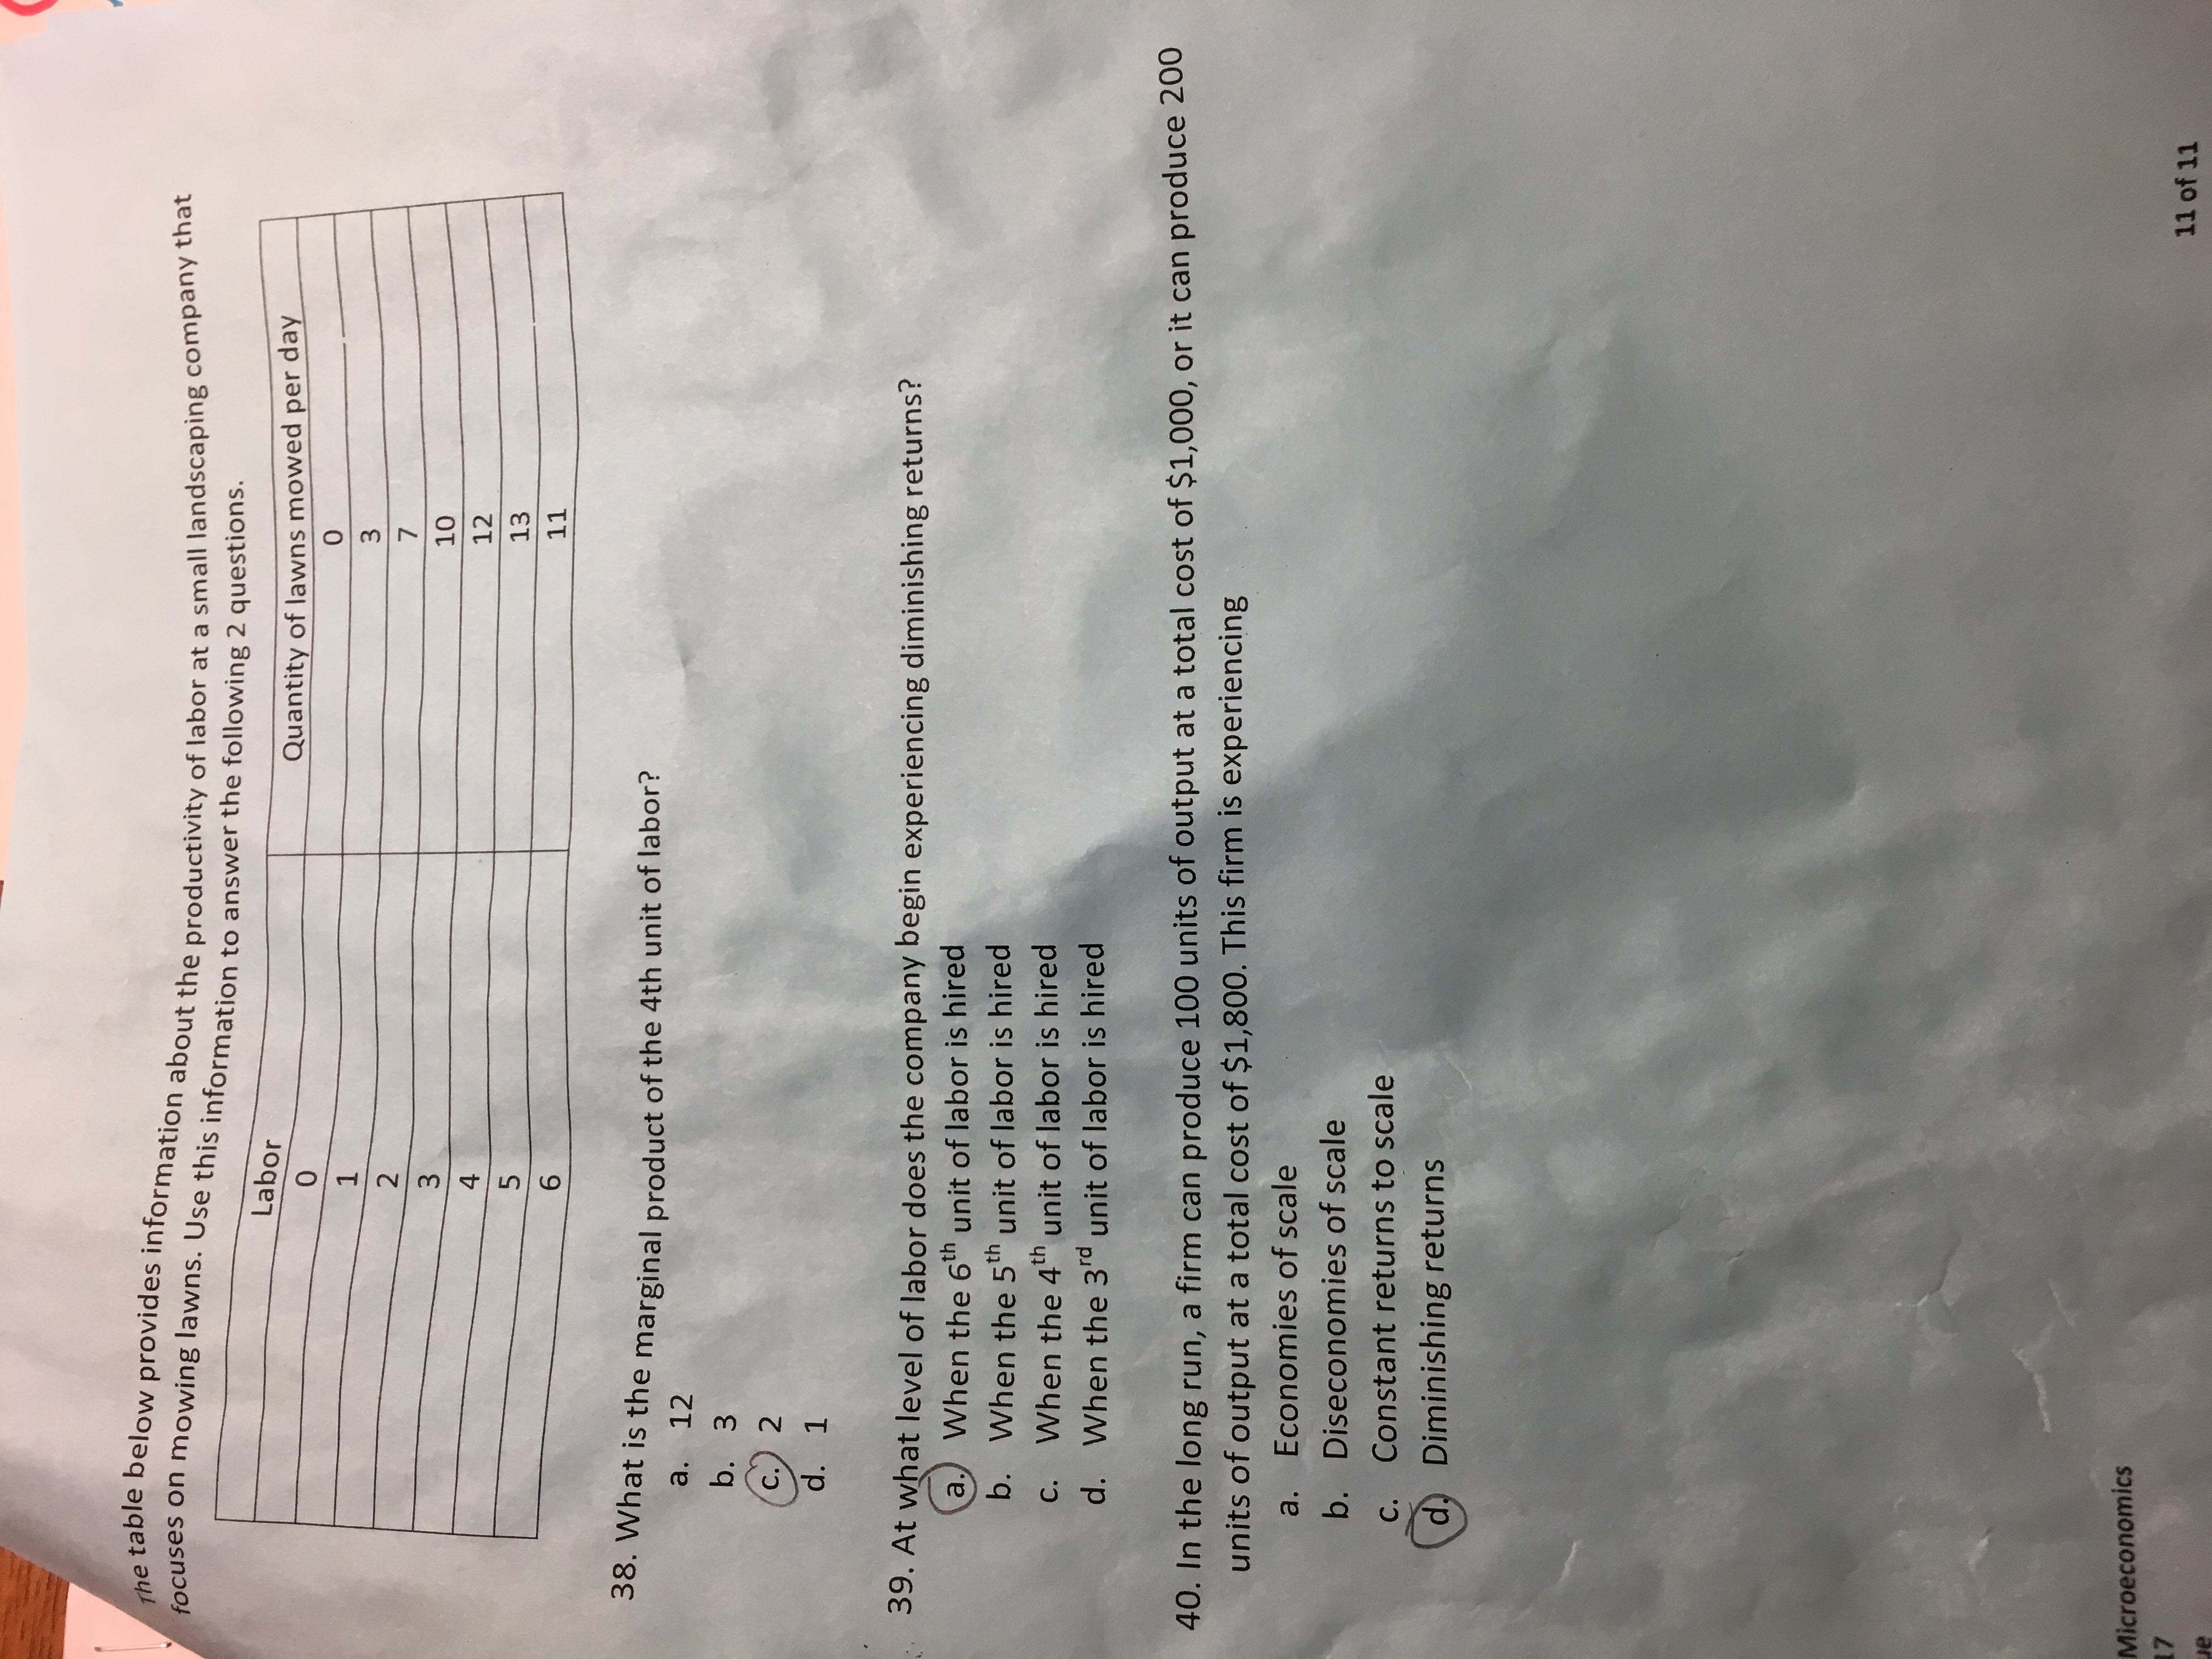 The table below provides information about the productivity of labor at a small landscaping company that
focuses on mowing lawns. Use this information to answer the following 2 questions.
Labor Quantity of lawns mowed per day
0 0
1 3
2 7
3 10
4 12
5 13
6 11
38. What is the marginal product of the 4th unit of labor?
a. 12
b. 3
c. 2
d. 1
39. At what level of labor does the company begin experiencing diminishing returns?
a. When the 6th unit of labor is hired
b. When the 5th unit of labor is hired
c. When the 4th unit of labor is hired
d. When the 3rd unit of labor is hired
40. In the long run, a firm can produce 100 units of output at a total cost of $1,000, or it can produce 200
units of output at a total cost of $1,800. This firm is experiencing
a. Economies of scale
b. Diseconomies of scale
c. Constant returns to scale
d. Diminishing returns
Microeconomics
17
ue
11 of 11